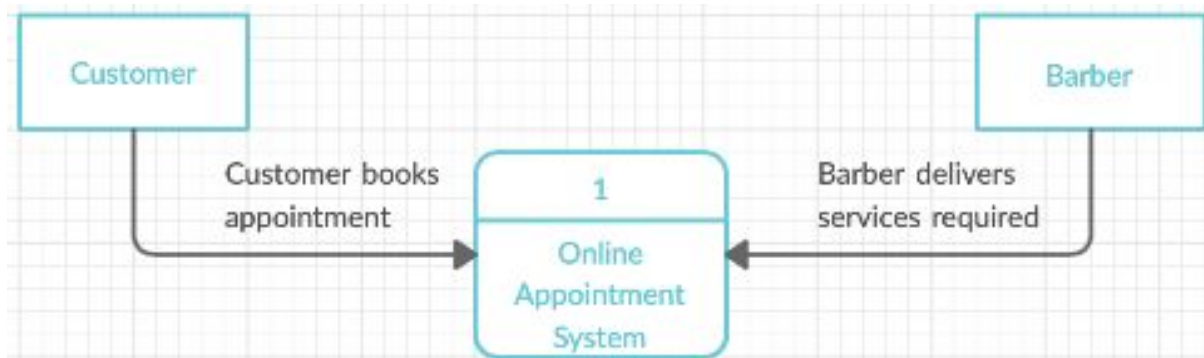 Customer
Barber
Customer books
appointment
1
Barber delivers
services required
Online
Appointment
System